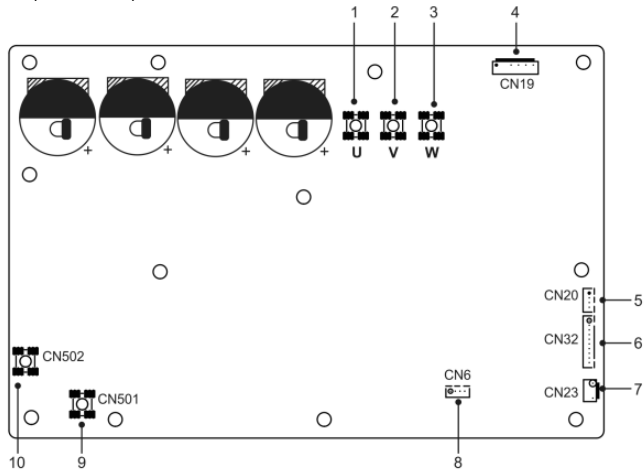 1 2 3 4
CN19
+ + + +
U V W
CN20 5
CN32 6
CN502
CN6
CN23 7
CN501
10 9 8